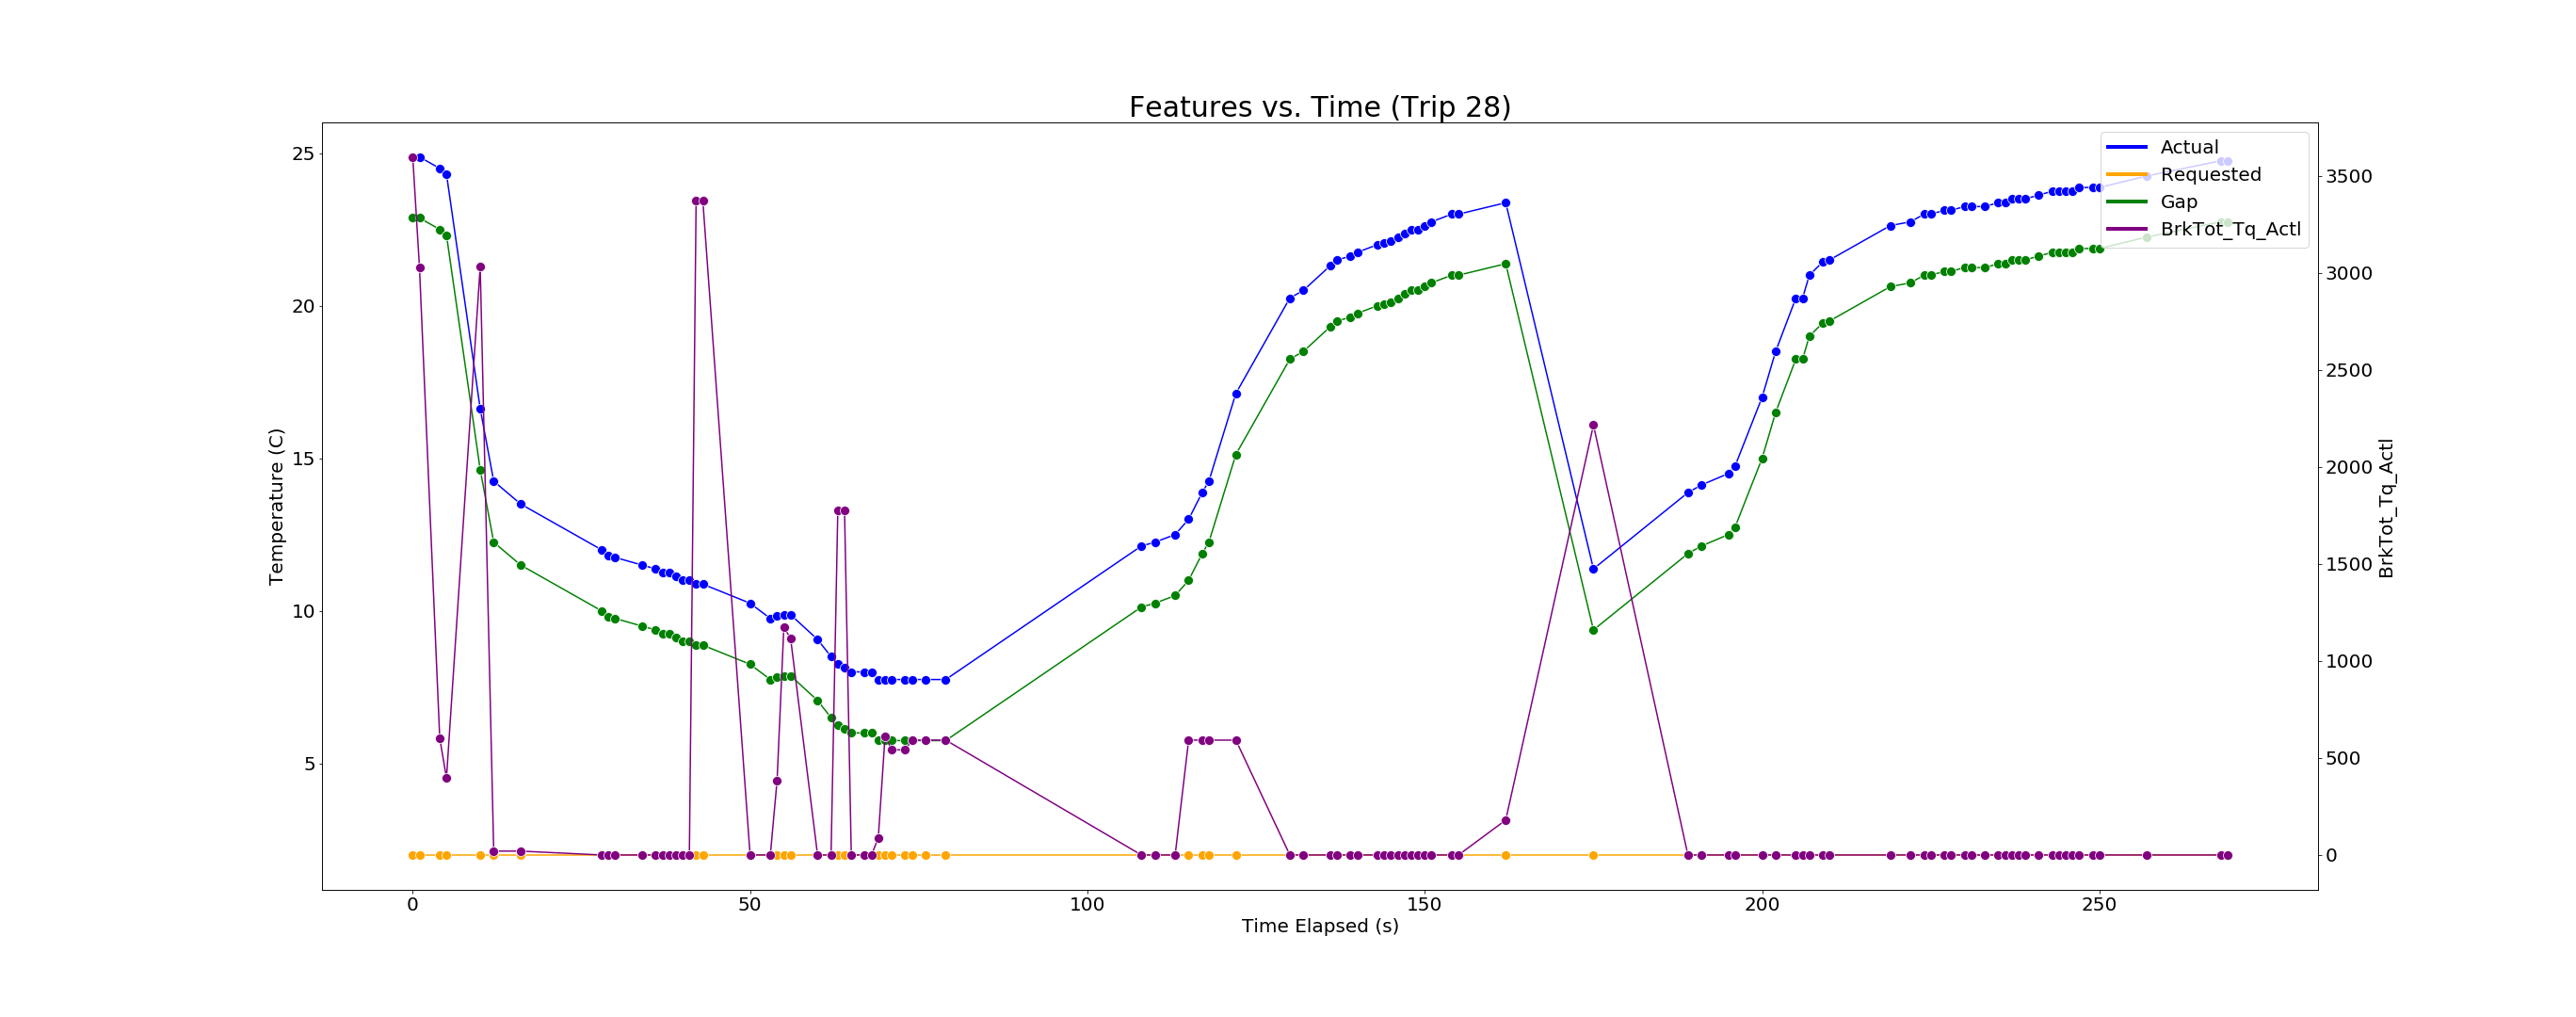 Features vs. Time (Trip 28)
Actual
Requested
Gap
BrkTot_Tq_Actl
25
20
15
10
5
Temperature (C)
3500
3000
2500
2000
1500
1000
500
0
BrkTot_Tq_Actl
0 50 100 150 200 250
Time Elapsed (s)